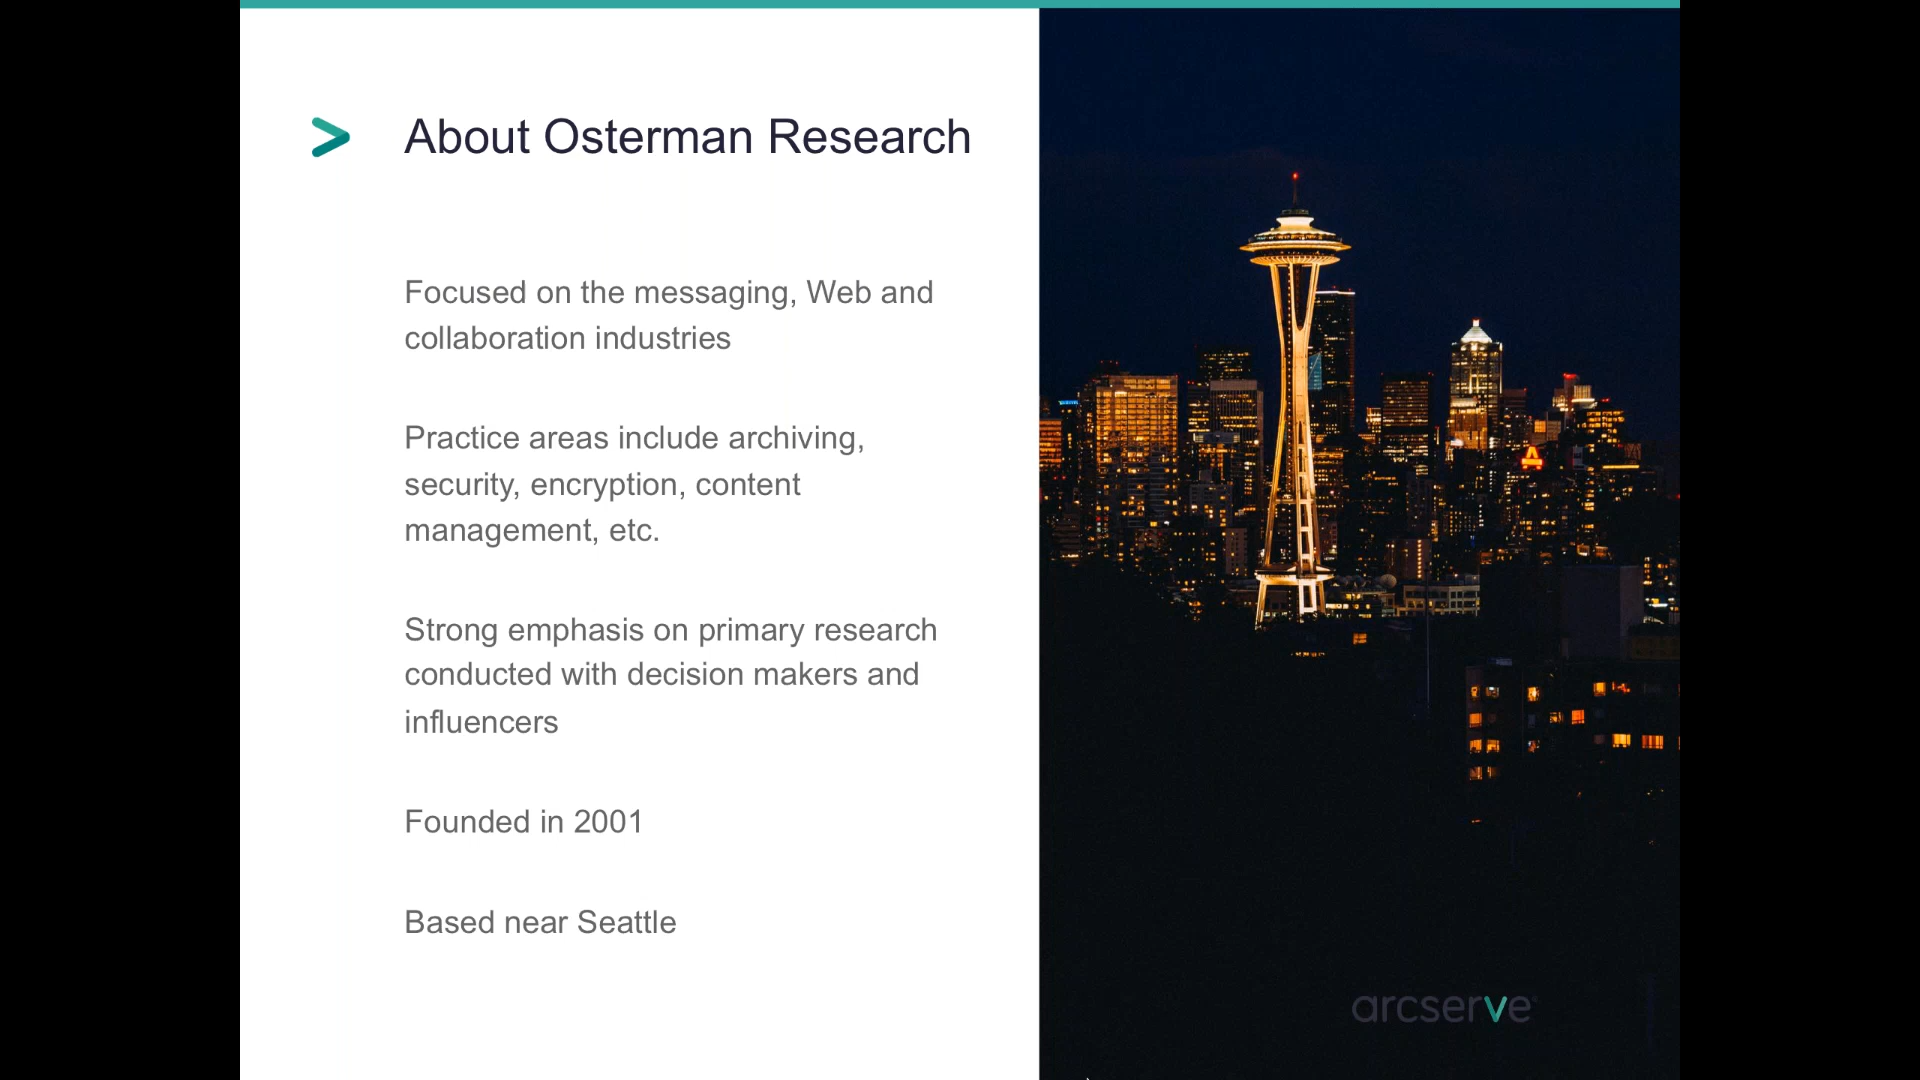 About Osterman Research
Focused on the messaging, Web and
collaboration industries
Practice areas include archiving,
security, encryption, content
management, etc.
Strong emphasis on primary research
conducted with decision makers and
influencers
Founded in 2001
Based near Seattle
arcserve